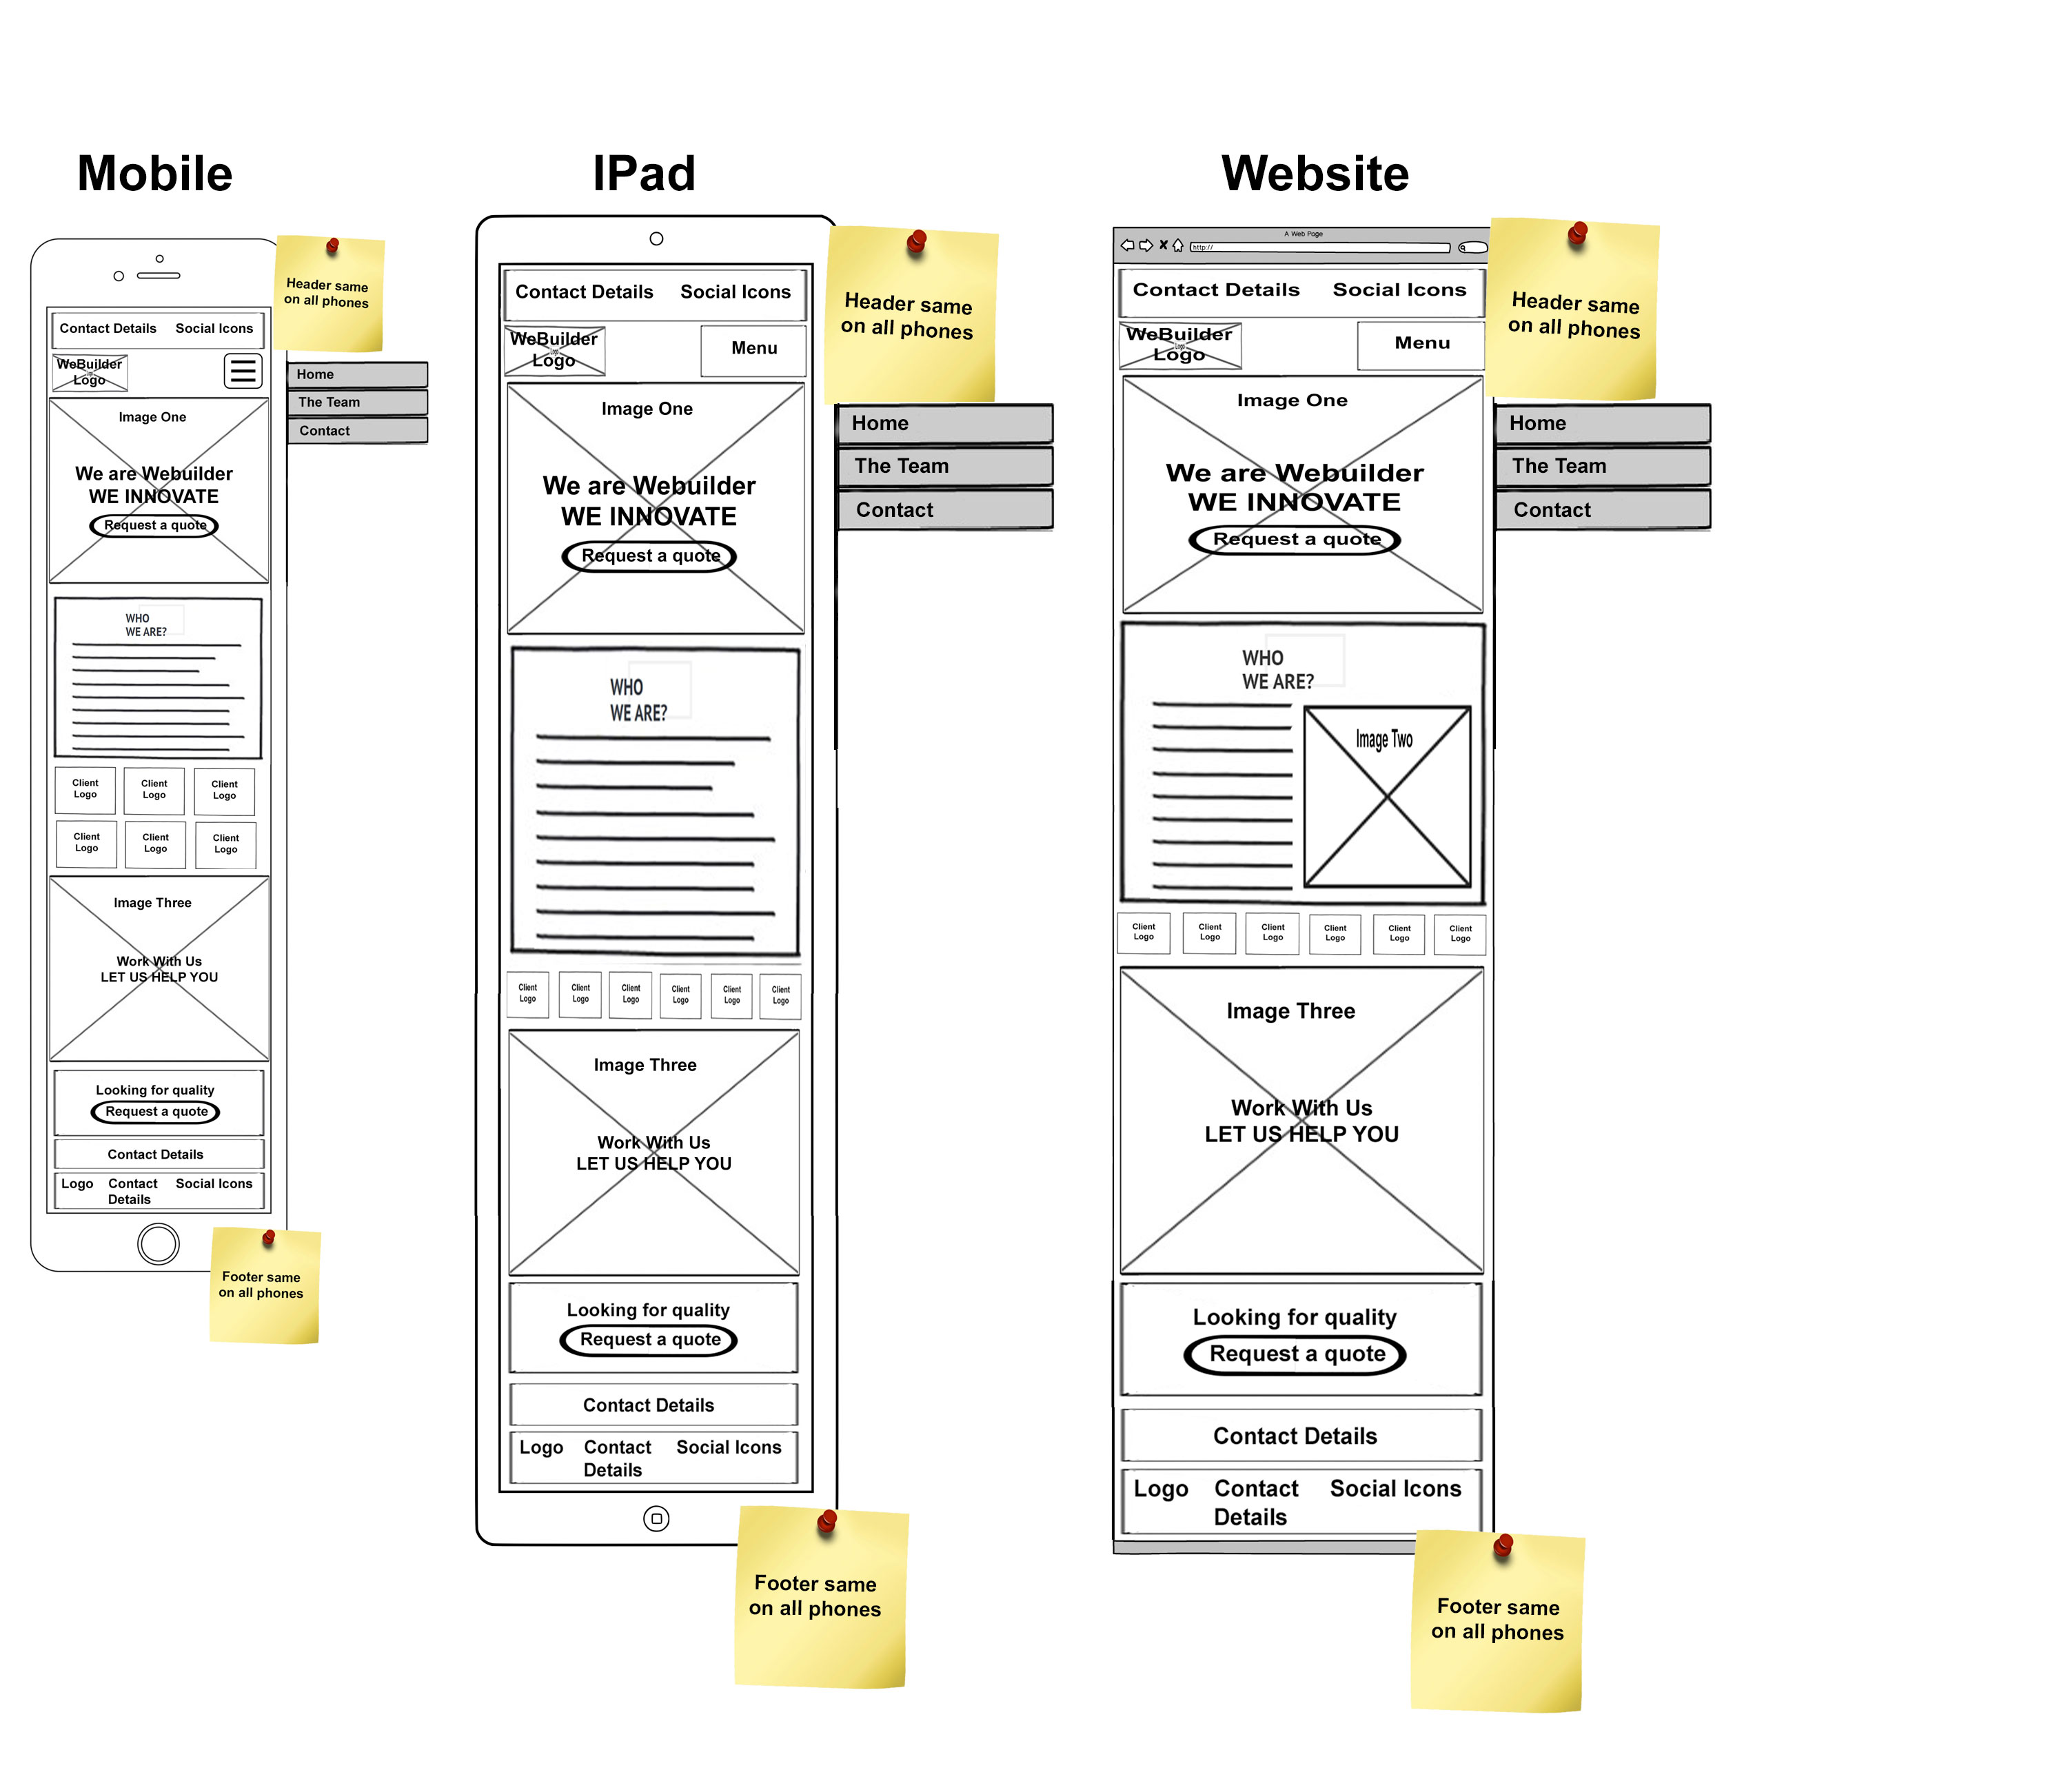 Mobile
Header same
on all phones
Contact Details Social Icons
WeBuilder
Logo
Home
The Team
Contact
Image One
We are Webuilder
WE INNOVATE
Request a quote
WHO
WE ARE?
Client Client Client
Logo Logo Logo
Client Client Client
Logo Logo Logo
Image Three
Work With Us
LET US HELP YOU
Looking for quality
Request a quote
Contact Details
Logo Contact Social Icons
Details
Footer same
on all phones
IPad
Header same
on all phones
Contact Details Social Icons
WeBuilder
Logo
Logo
Menu
Home
The Team
Contact
Image One
We are Webuilder
WE INNOVATE
Request a quote
WHO
WE ARE?
Client Client Client Client Client Client
Logo Logo Logo Logo Logo Logo
Image Three
Work With Us
LET US HELP YOU
Looking for quality
Request a quote
Contact Details
Logo Contact Social Icons
Details
Footer same
on all phones
Website
A Web Page
http://
Header same
on all phones
Contact Details Social Icons
WeBuilder
Logo
Logo
Menu
Home
The Team
Contact
Image One
We are Webuilder
WE INNOVATE
Request a quote
WHO
WE ARE?
Image Two
Client Client Client Client Client Client
Logo Logo Logo Logo Logo Logo
Image Three
Work With Us
LET US HELP YOU
Looking for quality
Request a quote
Contact Details
Logo Contact Social Icons
Details
Footer same
on all phones